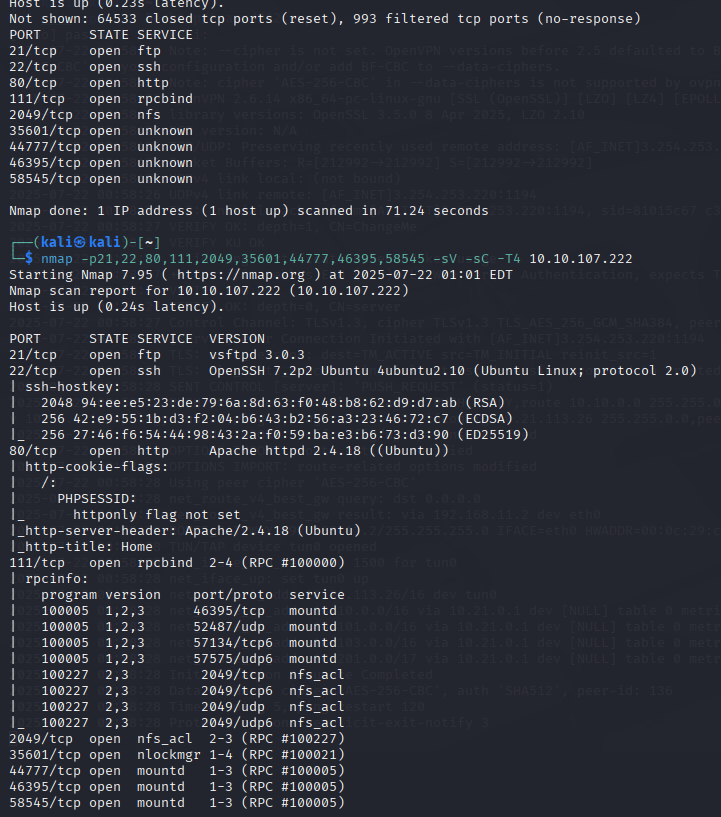 Host is up (0.23s latency).
Not shown: 64533 closed tcp ports (reset), 993 filtered tcp ports (no-response)
PORT      STATE SERVICE
21/tcp    open  ftp
22/tcp    open  ssh
80/tcp    open  http
111/tcp   open  rpcbind
2049/tcp  open  nfs
35601/tcp open  unknown
44777/tcp open  unknown
46395/tcp open  unknown
58545/tcp open  unknown
Nmap done: 1 IP address (1 host up) scanned in 71.24 seconds
┌──(kali㉿kali)-[~]
└─$ nmap -p21,22,80,111,2049,35601,44777,46395,58545 -sV -sC -T4 10.10.107.222
Starting Nmap 7.95 ( https://nmap.org ) at 2025-07-22 01:01 EDT
Nmap scan report for 10.10.107.222 (10.10.107.222)
Host is up (0.24s latency).
PORT      STATE SERVICE  VERSION
21/tcp    open  ftp      vsftpd 3.0.3
22/tcp    open  ssh      OpenSSH 7.2p2 Ubuntu 4ubuntu2.10 (Ubuntu Linux; protocol 2.0)
| ssh-hostkey:
|   2048 94:ee:e5:23:de:79:6a:8d:63:f0:48:b8:62:d9:d7:ab (RSA)
|   256 42:e9:55:1b:d3:f2:04:b6:43:b2:56:a3:23:46:72:c7 (ECDSA)
|_  256 27:46:f6:54:44:98:43:2a:f0:59:ba:e3:b6:73:d3:90 (ED25519)
80/tcp    open  http     Apache httpd 2.4.18 ((Ubuntu))
| http-cookie-flags:
|   /:
|     PHPSESSID:
|_      httponly flag not set
|_http-server-header: Apache/2.4.18 (Ubuntu)
|_http-title: Home
111/tcp   open  rpcbind  2-4 (RPC #100000)
| rpcinfo:
|   program version    port/proto  service
|   100005  1,2,3      46395/tcp   mountd
|   100005  1,2,3      52487/udp   mountd
|   100005  1,2,3      57134/tcp6  mountd
|   100005  1,2,3      57575/udp6  mountd
|   100227  2,3         2049/tcp   nfs_acl
|   100227  2,3         2049/tcp6  nfs_acl
|   100227  2,3         2049/udp   nfs_acl
|_  100227  2,3         2049/udp6  nfs_acl
2049/tcp  open  nfs_acl  2-3 (RPC #100227)
35601/tcp open  nlockmgr 1-4 (RPC #100021)
44777/tcp open  mountd   1-3 (RPC #100005)
46395/tcp open  mountd   1-3 (RPC #100005)
58545/tcp open  mountd   1-3 (RPC #100005)